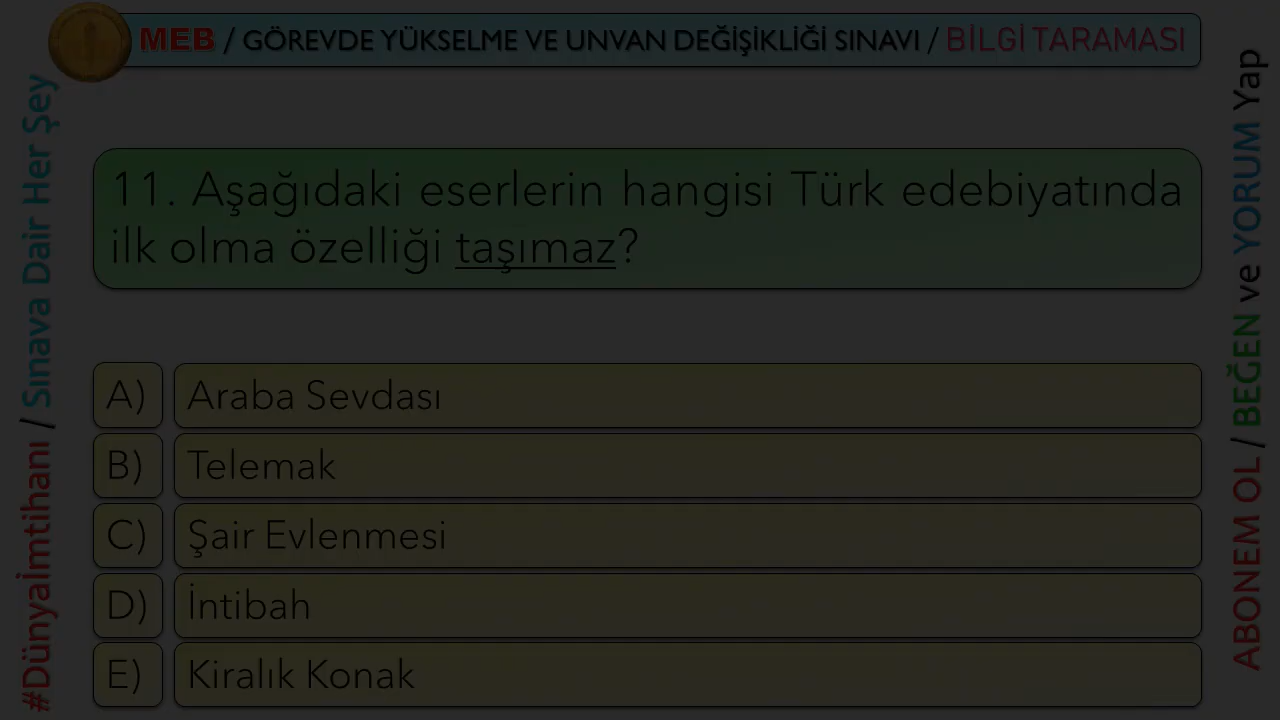 MEB / GÖREVDE YÜKSELME VE UNVAN DEĞİŞİKLİĞİ SINAVI / BİLGİ TARAMASI
#Dünyaimtihanı / Sınava Dair Her Şey
11. Aşağıdaki eserlerin hangisi Türk edebiyatında
ilk olma özelliği taşımaz?
A) Araba Sevdası
B) Telemak
C) Şair Evlenmesi
D) İntibah
E) Kiralık Konak
ABONEM OL / BEĞEN ve YORUM Yap